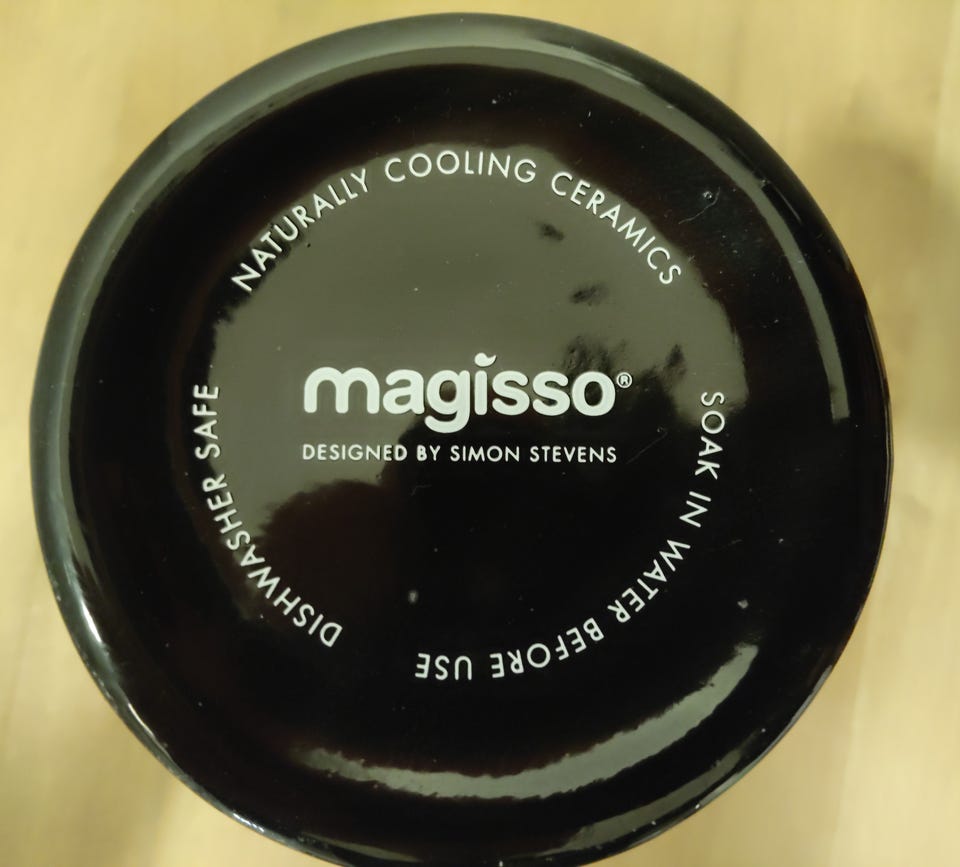 NATURALLY COOLING CERAMICS
magisso®
DESIGNED BY SIMON STEVENS
SOAK IN WATER BEFORE USE
DISHWASHER SAFE